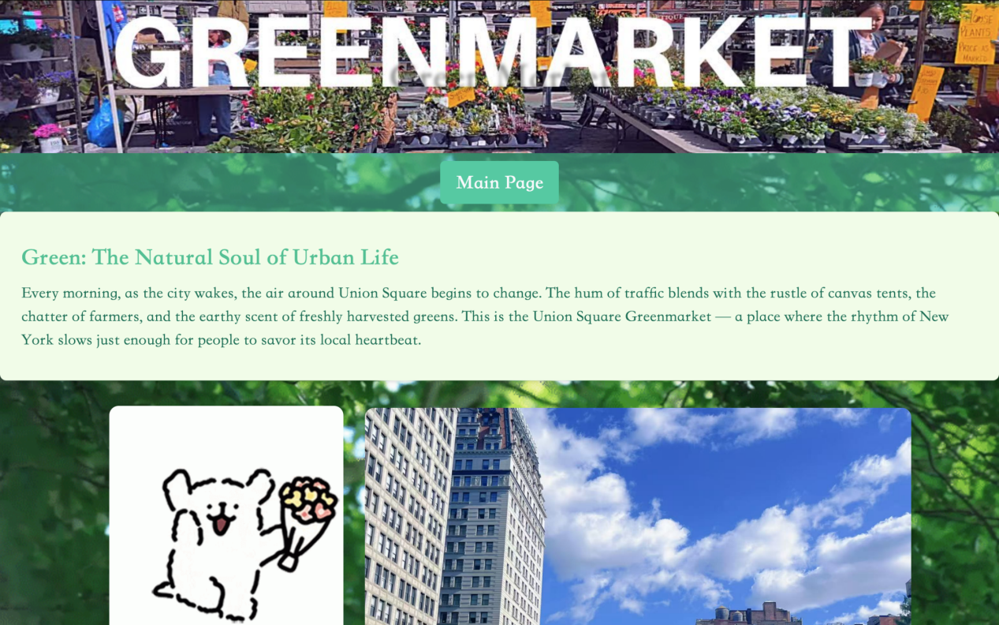 GREENMARKET
Green Market
Main Page
Green: The Natural Soul of Urban Life
Every morning, as the city wakes, the air around Union Square begins to change. The hum of traffic blends with the rustle of canvas tents, the
chatter of farmers, and the earthy scent of freshly harvested greens. This is the Union Square Greenmarket — a place where the rhythm of New
York slows just enough for people to savor its local heartbeat.